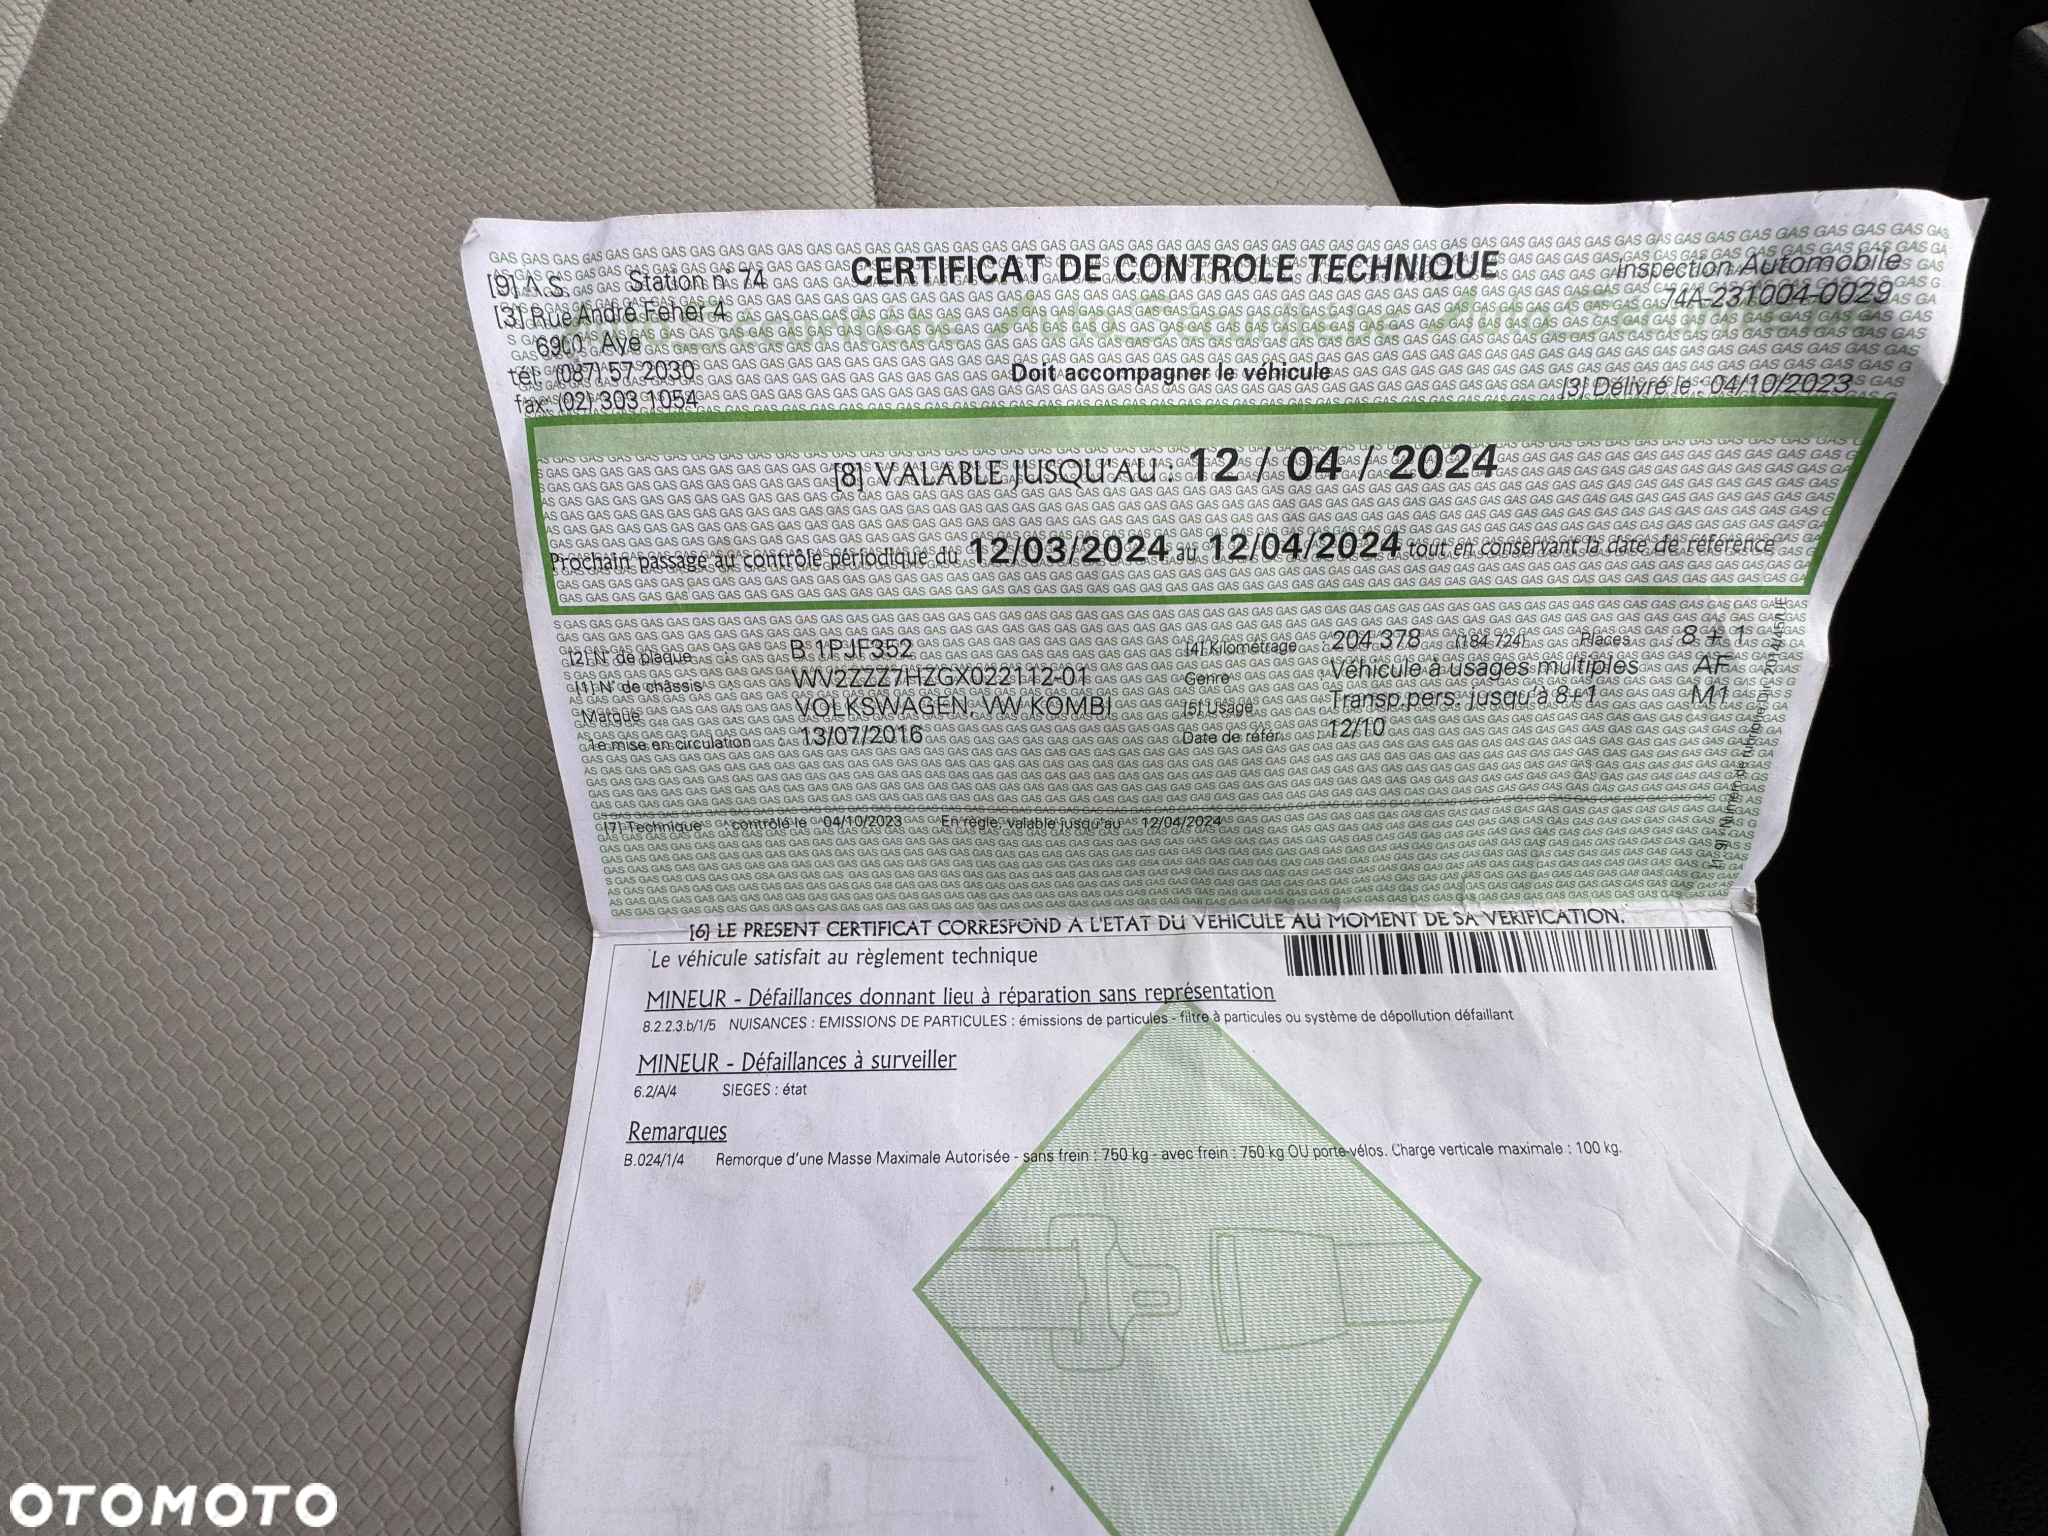 [9] A.S. Station n° 74
CERTIFICAT DE CONTROLE TECHNIQUE
Inspection Automobile
[3] Rue André Feher 4
74A-231004-0029
6900 Aye
tél. (087) 57 2030
Doit accompagner le véhicule
fax. (02) 303 1054
[3] Délivré le : 04/10/2023
[8] VALABLE JUSQU'AU : 12 / 04 / 2024
Prochain passage au contrôle périodique du 12/03/2024 au 12/04/2024 tout en conservant la date de référence
[2] N° de plaque : B 1PJF352
[4] Kilométrage : 204 378 (184 724) Places 8 + 1
[1] N° de châssis : WV2ZZZ7HZGX022112-01
Genre Véhicule à usages multiples AF
Marque VOLKSWAGEN, VW KOMBI
[5] Usage Transp.pers. jusqu'à 8+1 M1
1e mise en circulation : 13/07/2016
Date de référ. : 12/10
[7] Technique contrôlé le 04/10/2023 En règle, valable jusqu'au 12/04/2024
[6] LE PRESENT CERTIFICAT CORRESPOND A L'ETAT DU VEHICULE AU MOMENT DE SA VERIFICATION.
Le véhicule satisfait au règlement technique
MINEUR - Défaillances donnant lieu à réparation sans représentation
8.2.2.3.b/1/5 NUISANCES : EMISSIONS DE PARTICULES : émissions de particules - filtre à particules ou système de dépollution défaillant
MINEUR - Défaillances à surveiller
6.2/A/4 SIEGES : état
Remarques
B.024/1/4 Remorque d'une Masse Maximale Autorisée - sans frein : 750 kg - avec frein : 750 kg OU porte-vélos. Charge verticale maximale : 100 kg.
OTOMOTO